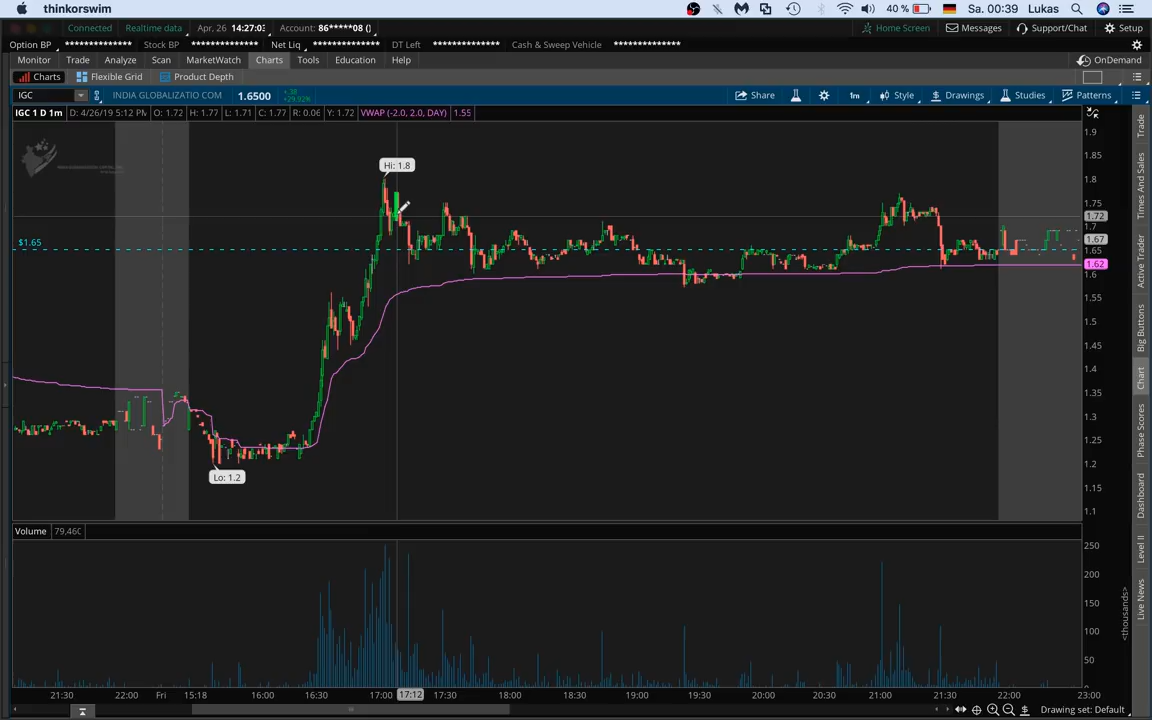 thinkorswim 40 % Sa. 00:39 Lukas
Connected Realtime data Apr, 26 14:27:0 Account: 86*****08 () Home Screen Messages Support/Chat Setup
Option BP ************** Stock BP ************** Net Liq ************** DT Left ************** Cash & Sweep Vehicle **************
Monitor Trade Analyze Scan MarketWatch Charts Tools Education Help OnDemand
Charts Flexible Grid Product Depth
IGC INDIA GLOBALIZATIO COM 1.6500 +.38 +29.92% Share 1m Style Drawings Studies Patterns
IGC 1 D 1m D: 4/26/19 5:12 PM O: 1.72 H: 1.77 L: 1.71 C: 1.77 R: 0.06 Y: 1.72 VWAP (-2.0, 2.0, DAY) 1.55
1.9
1.85
Hi: 1.8
1.8
1.75
1.72
1.7
1.67
$1.65
1.65
1.62
1.6
1.55
1.5
1.45
1.4
1.35
1.3
1.25
1.2
Lo: 1.2
1.15
1.1
Volume 79,460
250
200
150
100
50
<thousands>
21:30 22:00 Fri 15:18 16:00 16:30 17:00 17:12 17:30 18:00 18:30 19:00 19:30 20:00 20:30 21:00 21:30 22:00 23:00
Drawing set: Default
Trade
Times And Sales
Active Trader
Big Buttons
Chart
Phase Scores
Dashboard
Level II
Live News